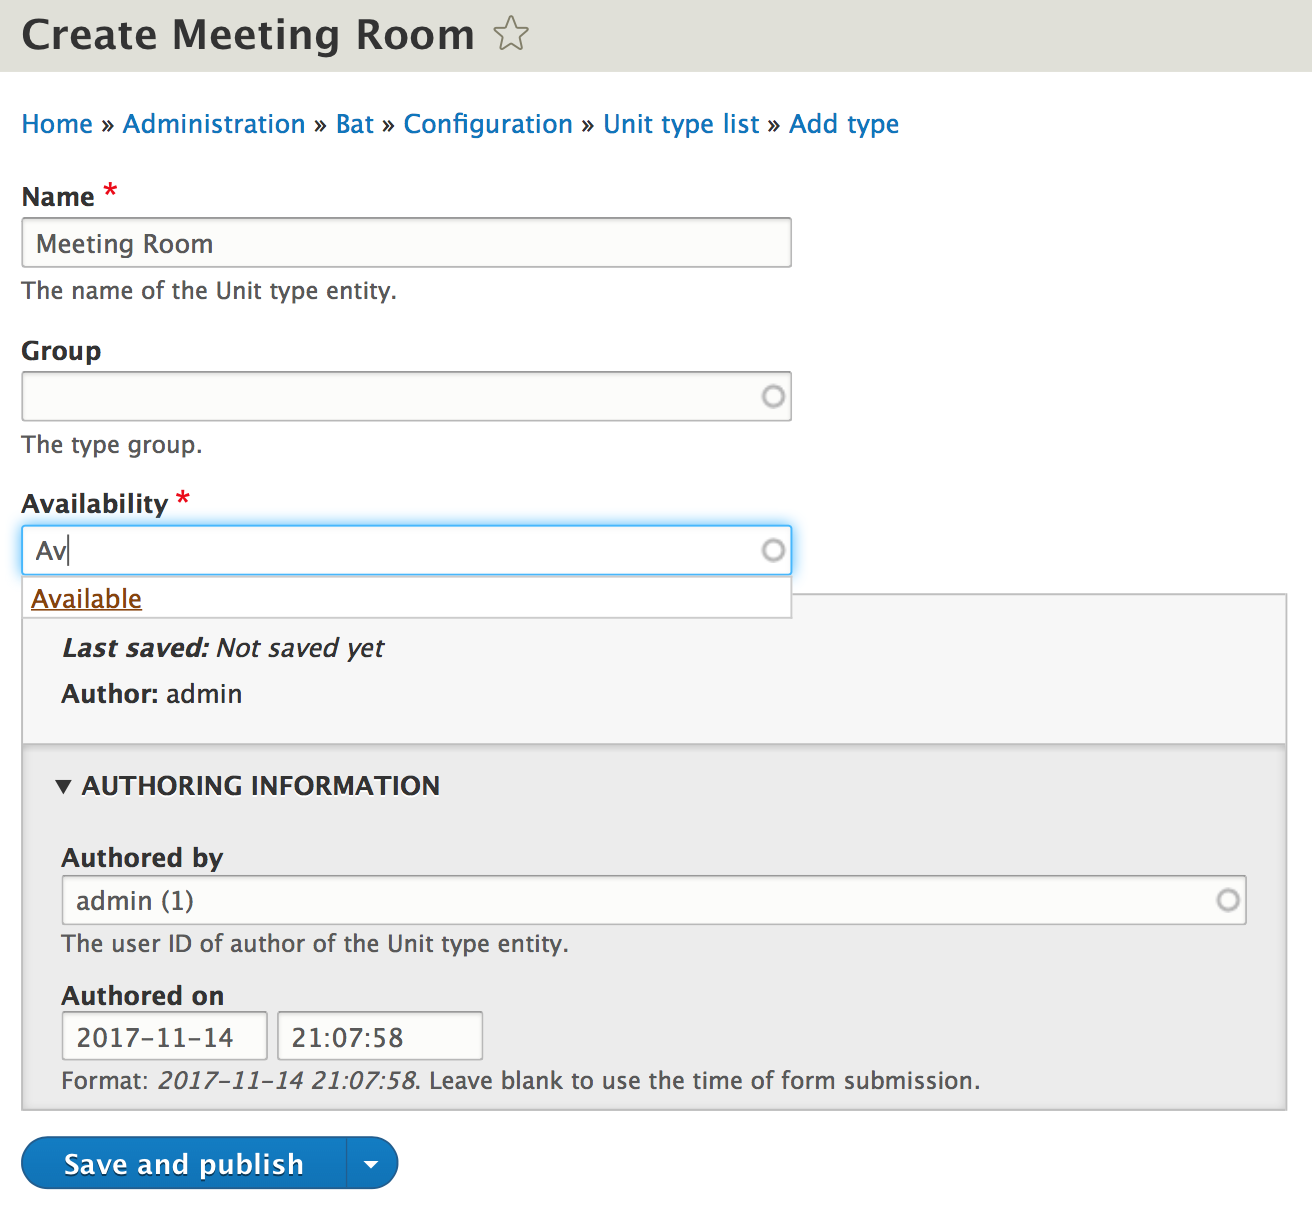 Create Meeting Room
Home » Administration » Bat » Configuration » Unit type list » Add type
Name *
Meeting Room
The name of the Unit type entity.
Group
The type group.
Availability *
Av
Available
Last saved: Not saved yet
Author: admin
AUTHORING INFORMATION
Authored by
admin (1)
The user ID of author of the Unit type entity.
Authored on
2017-11-14 21:07:58
Format: 2017-11-14 21:07:58. Leave blank to use the time of form submission.
Save and publish